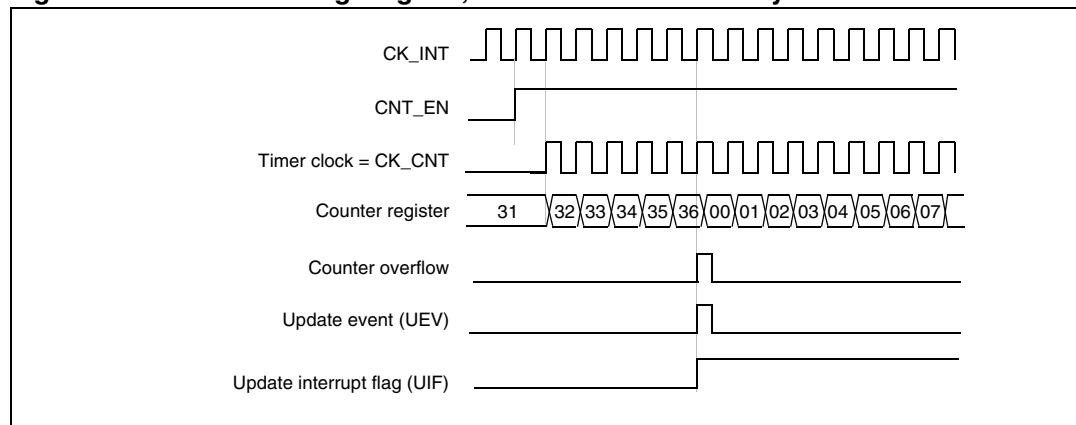 CK_INT
CNT_EN
Timer clock = CK_CNT
Counter register 31 32 33 34 35 36 00 01 02 03 04 05 06 07
Counter overflow
Update event (UEV)
Update interrupt flag (UIF)